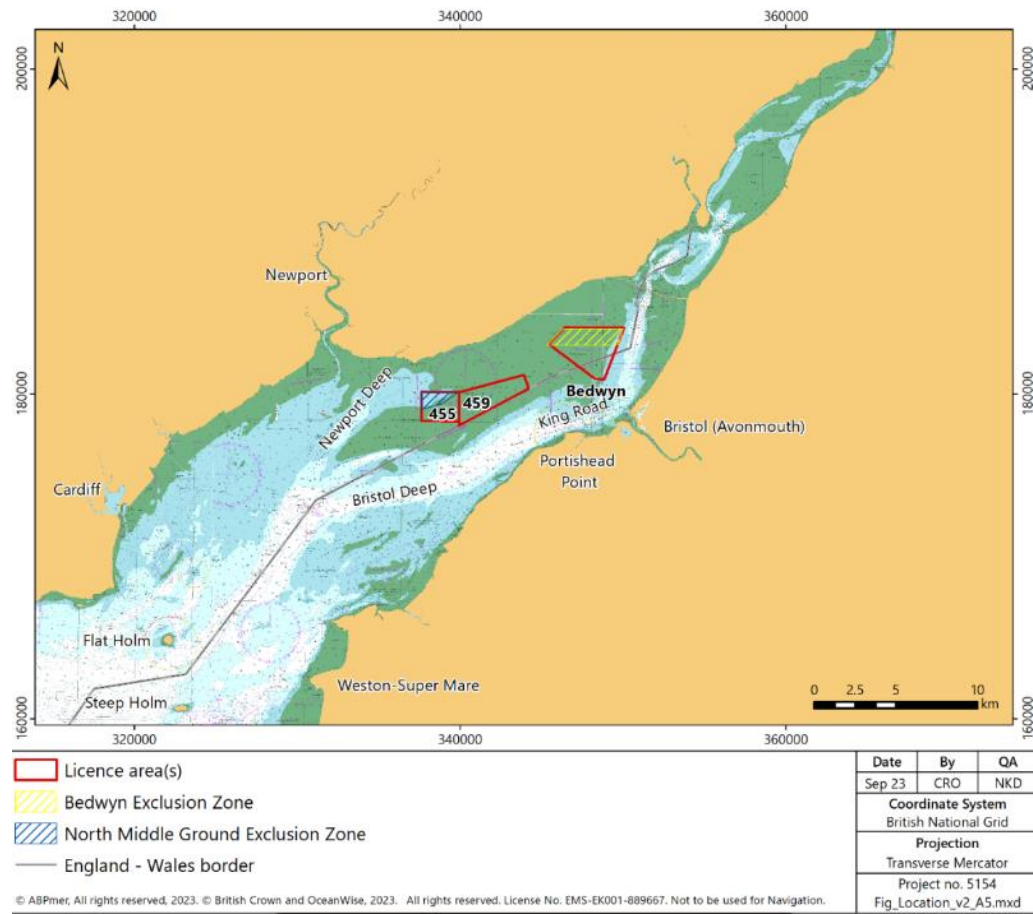 320000 340000 360000
200000 200000
N
Newport
Newport Deep
180000 180000
455 459
Bedwyn
King Road
Bristol (Avonmouth)
Portishead
Point
Cardiff
Bristol Deep
Flat Holm
Steep Holm
Weston-Super Mare
0 2.5 5 10
km
160000 160000
320000 340000 360000
Licence area(s)
Bedwyn Exclusion Zone
North Middle Ground Exclusion Zone
England - Wales border
Date By QA
Sep 23 CRO NKD
Coordinate System
British National Grid
Projection
Transverse Mercator
Project no. 5154
Fig_Location_v2_A5.mxd
© ABPmer, All rights reserved, 2023. © British Crown and OceanWise, 2023. All rights reserved. License No. EMS-EK001-889667. Not to be used for Navigation.